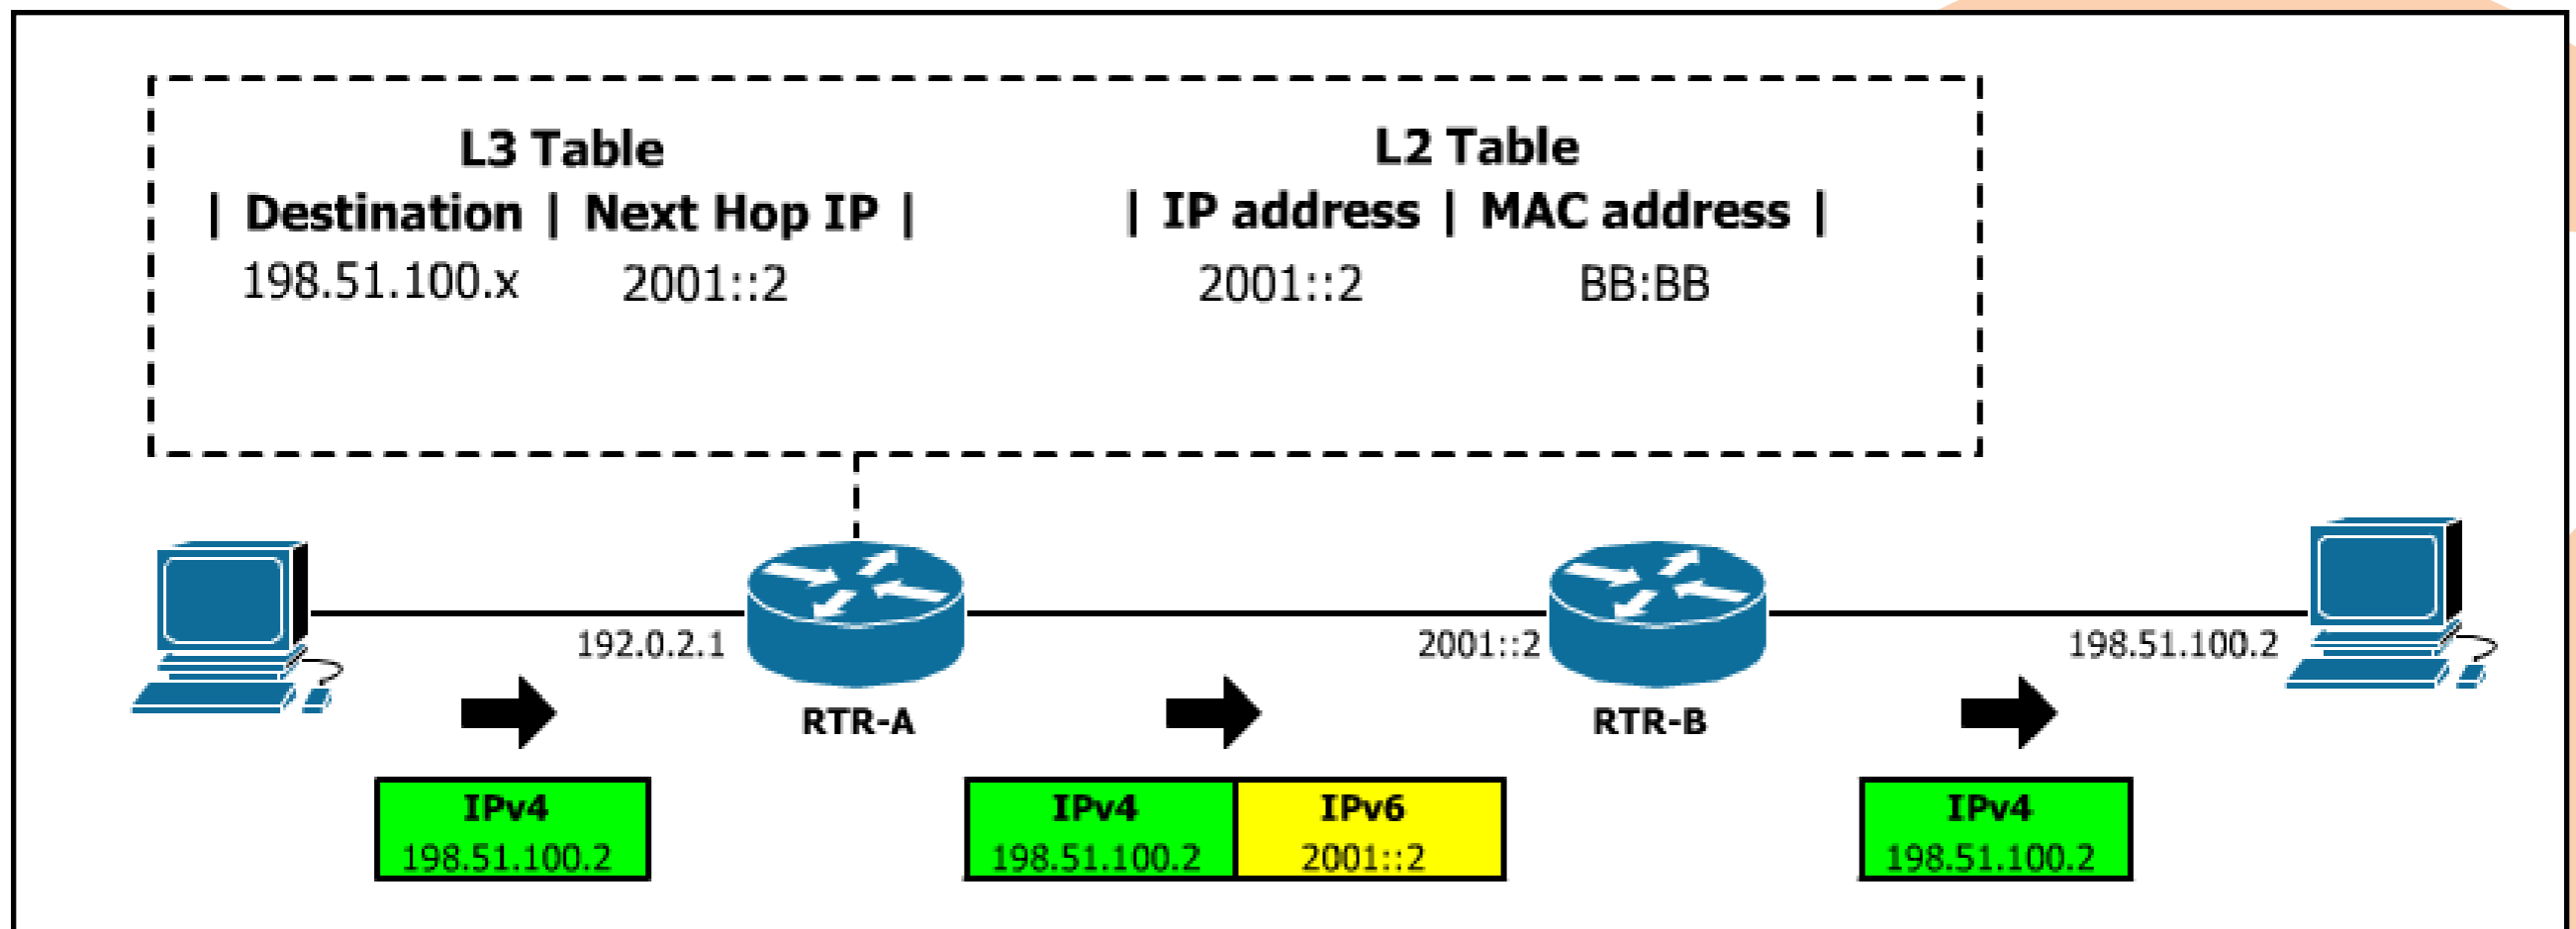 L3 Table
| Destination | Next Hop IP |
198.51.100.x 2001::2
L2 Table
| IP address | MAC address |
2001::2 BB:BB
192.0.2.1
RTR-A
2001::2
RTR-B
198.51.100.2
IPv4
198.51.100.2
IPv4
198.51.100.2
IPv6
2001::2
IPv4
198.51.100.2